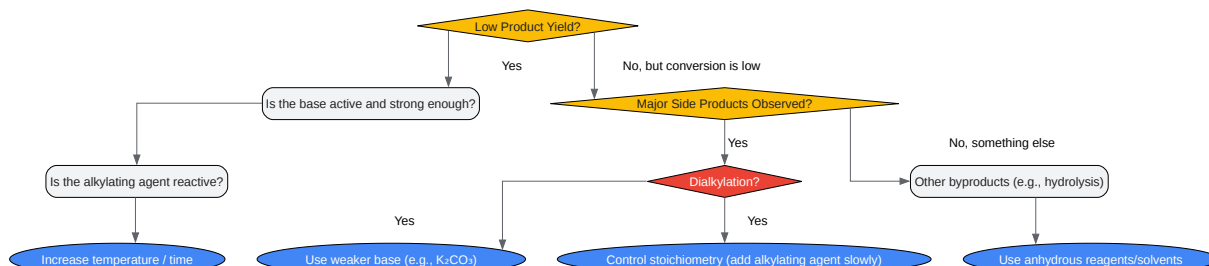 Low Product Yield?
Yes
No, but conversion is low
Is the base active and strong enough?
Major Side Products Observed?
Yes
No, something else
Is the alkylating agent reactive?
Dialkylation?
Other byproducts (e.g., hydrolysis)
Yes
Yes
Increase temperature / time
Use weaker base (e.g., K₂CO₃)
Control stoichiometry (add alkylating agent slowly)
Use anhydrous reagents/solvents